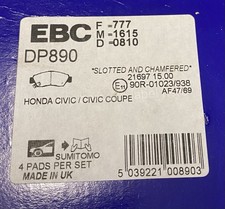 EBC
F -777
M -1615
D -0810
DP890
"SLOTTED AND CHAMFERED"
21697 15.00
E11 90R-01023/938
AF47/69
HONDA CIVIC / CIVIC COUPE
SUMITOMO
4 PADS PER SET
MADE IN UK
5 039221 008903